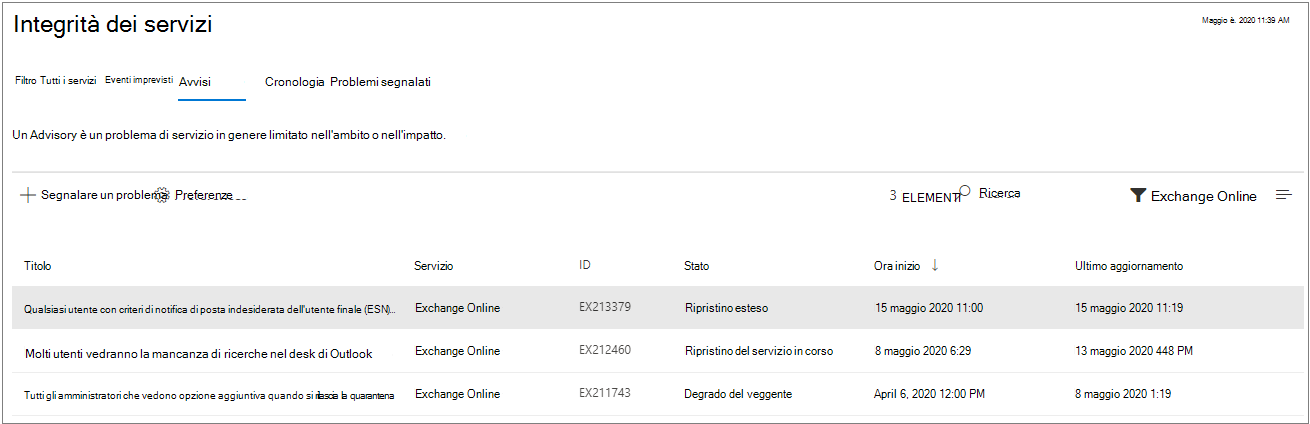 Integrità dei servizi
Maggio è. 2020 11:39 AM
Filtro Tutti i servizi Eventi imprevisti Avvisi Cronologia Problemi segnalati
Un Advisory è un problema di servizio in genere limitato nell'ambito o nell'impatto.
Segnalare un problema Preferenze 3 ELEMENTI Ricerca Exchange Online
Titolo Servizio ID Stato Ora inizio ↓ Ultimo aggiornamento
Qualsiasi utente con criteri di notifica di posta indesiderata dell'utente finale (ESN)... Exchange Online EX213379 Ripristino esteso 15 maggio 2020 11:00 15 maggio 2020 11:19
Molti utenti vedranno la mancanza di ricerche nel desk di Outlook Exchange Online EX212460 Ripristino del servizio in corso 8 maggio 2020 6:29 13 maggio 2020 448 PM
Tutti gli amministratori che vedono opzione aggiuntiva quando si rilascia la quarantena Exchange Online EX211743 Degrado del veggente April 6, 2020 12:00 PM 8 maggio 2020 1:19